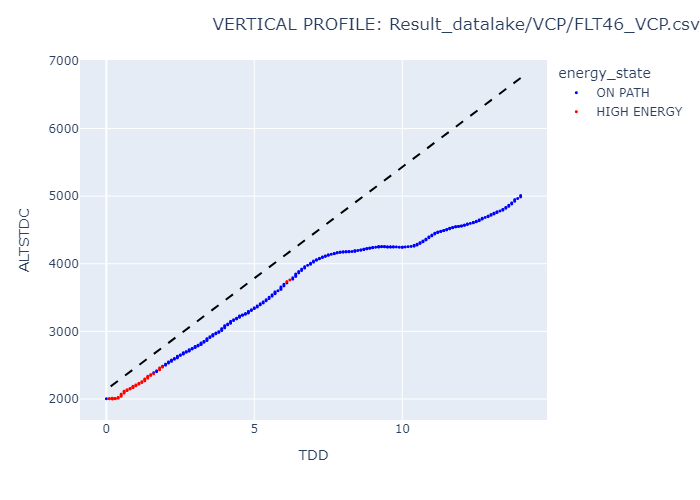 VERTICAL PROFILE: Result_datalake/VCP/FLT46_VCP.csv
energy_state
ON PATH
HIGH ENERGY
ALTSTDC
7000
6000
5000
4000
3000
2000
0
5
10
TDD